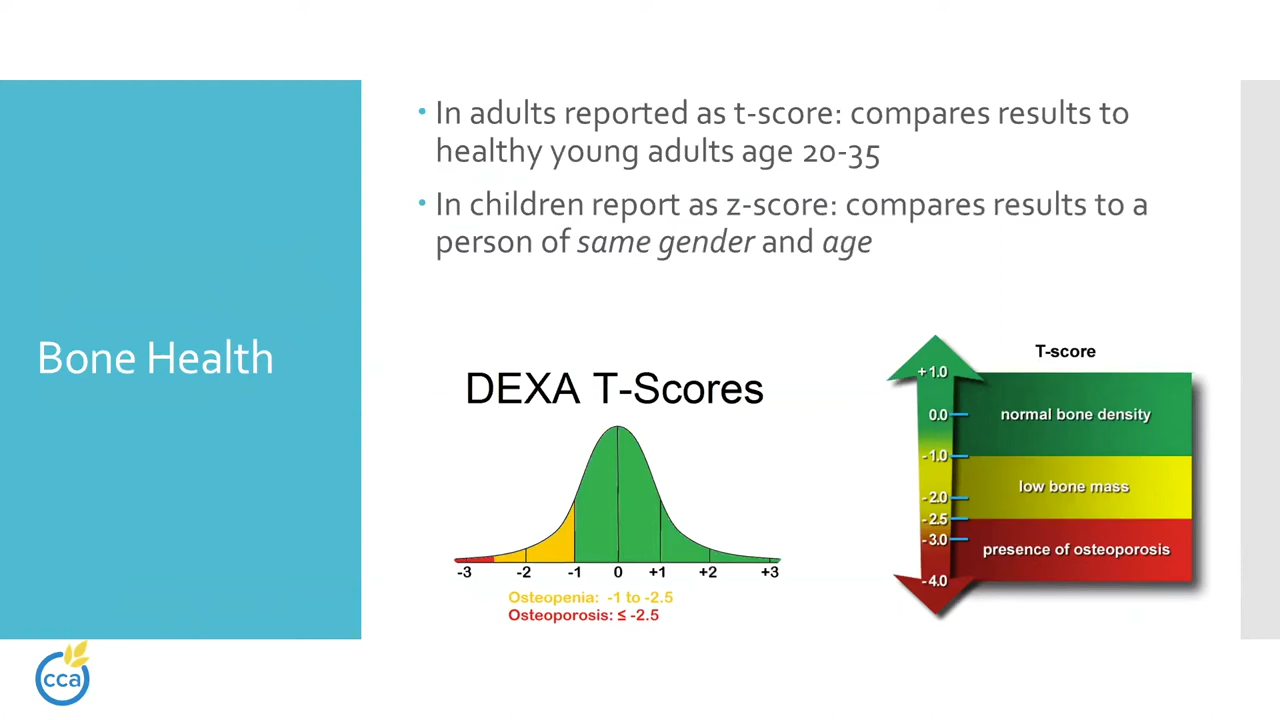 • In adults reported as t-score: compares results to
healthy young adults age 20-35
• In children report as z-score: compares results to a
person of same gender and age
Bone Health
DEXA T-Scores
-3 -2 -1 0 +1 +2 +3
Osteopenia: -1 to -2.5
Osteoporosis: ≤ -2.5
T-score
+1.0
0.0 normal bone density
-1.0
low bone mass
-2.0
-2.5
-3.0
presence of osteoporosis
-4.0
cca